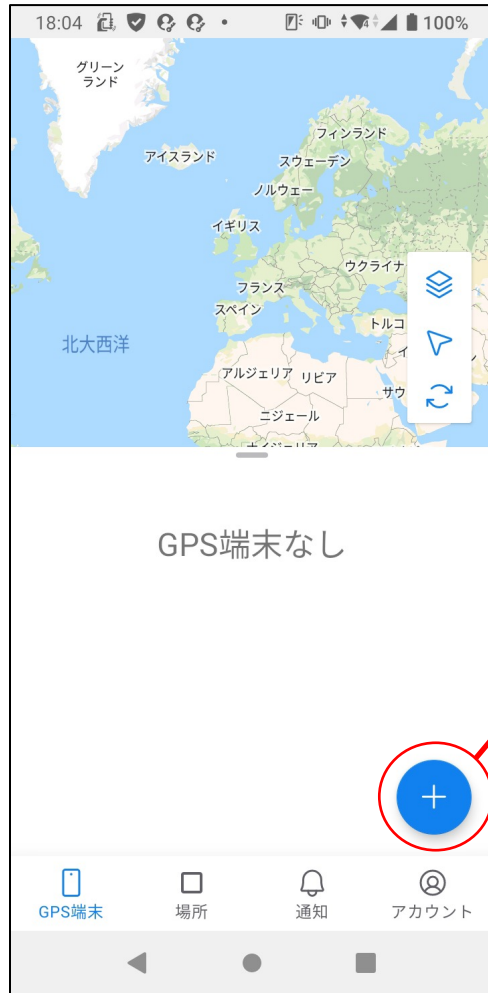 18:04
100%
グリーン
ランド
フィンランド
アイスランド
スウェーデン
ノルウェー
イギリス
ウクライナ
フランス
スペイン
トルコ
北大西洋
アルジェリア
リビア
サウ
ニジェール
GPS端末なし
GPS端末
場所
通知
アカウント